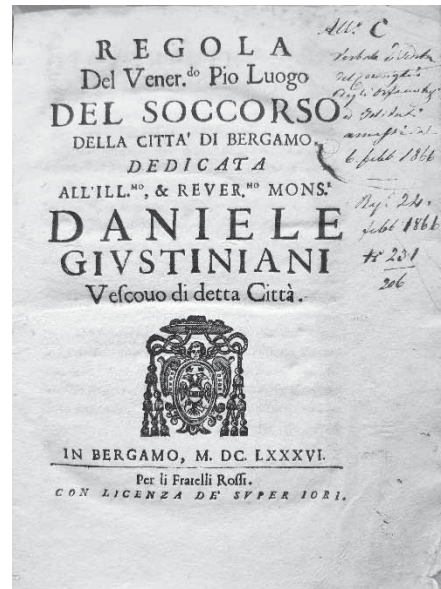 REGOLA
Del Vener.do Pio Luogo
DEL SOCCORSO
DELLA CITTA' DI BERGAMO,
DEDICATA
ALL'ILL.MO, & REVER.MO MONS.R
DANIELE
GIVSTINIANI
Vescouo di detta Città.
IN BERGAMO, M. DC. LXXXVI.
Per li Fratelli Rossi.
CON LICENZA DE' SVPERIORI.
All.o C
6. febb 1866
24.
febb 1866
231
206